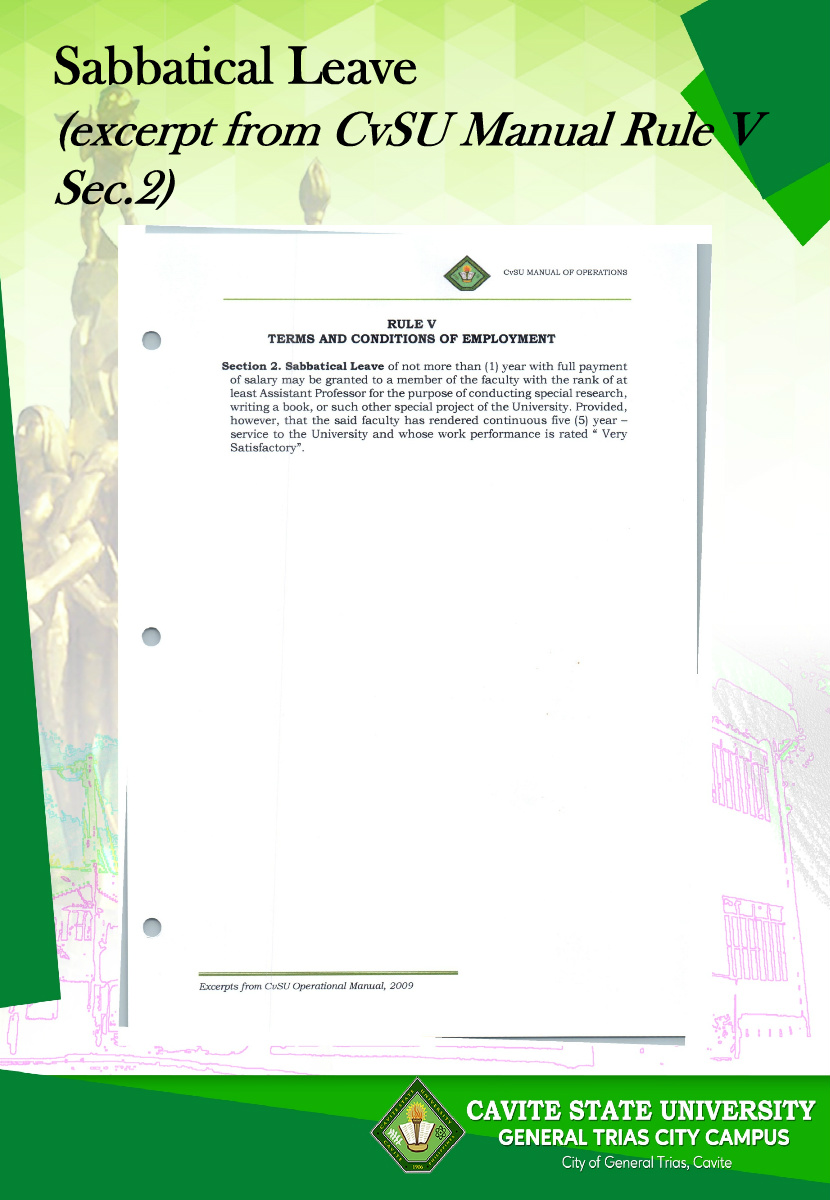 Sabbatical Leave
(excerpt from CvSU Manual Rule V
Sec.2)
CvSU MANUAL OF OPERATIONS
RULE V
TERMS AND CONDITIONS OF EMPLOYMENT
Section 2. Sabbatical Leave of not more than (1) year with full payment
of salary may be granted to a member of the faculty with the rank of at
least Assistant Professor for the purpose of conducting special research,
writing a book, or such other special project of the University. Provided,
however, that the said faculty has rendered continuous five (5) year –
service to the University and whose work performance is rated “ Very
Satisfactory”.
Excerpts from CvSU Operational Manual, 2009
1906
CAVITE STATE UNIVERSITY
GENERAL TRIAS CITY CAMPUS
City of General Trias, Cavite